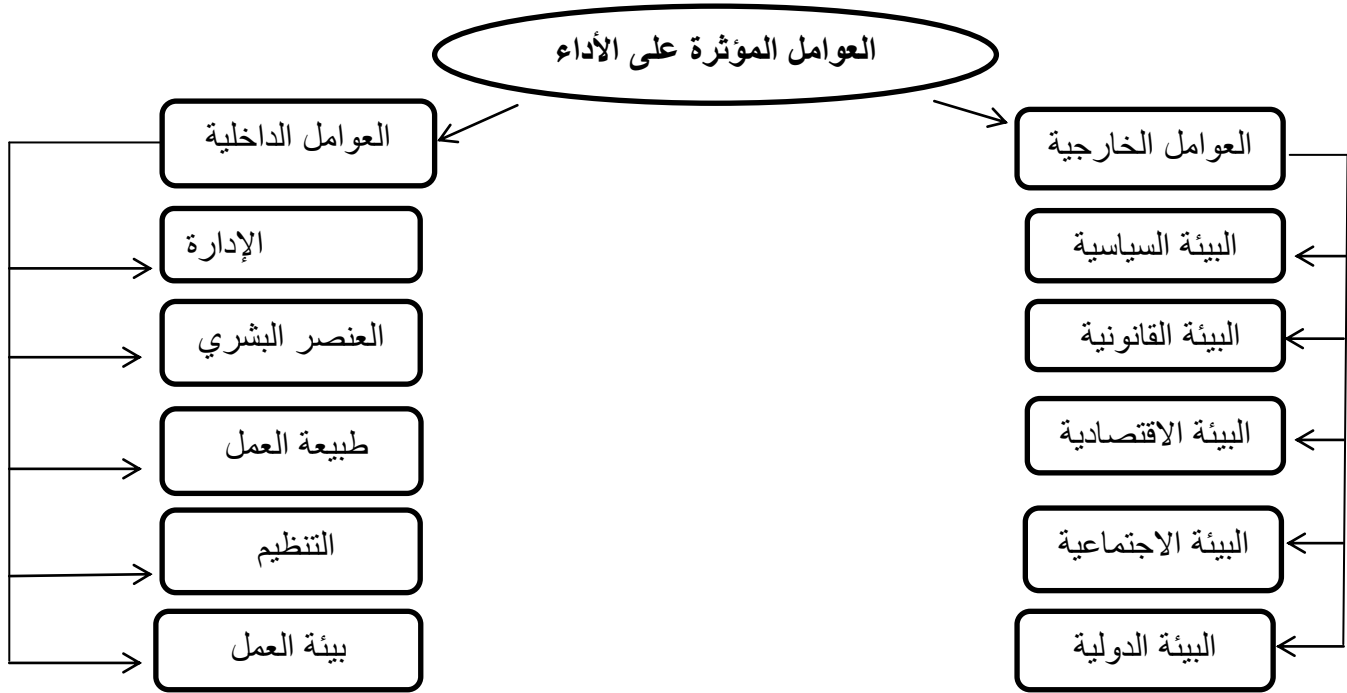 العوامل المؤثرة على الأداء
العوامل الخارجية
البيئة السياسية
البيئة القانونية
البيئة الاقتصادية
البيئة الاجتماعية
البيئة الدولية
العوامل الداخلية
الإدارة
العنصر البشري
طبيعة العمل
التنظيم
بيئة العمل